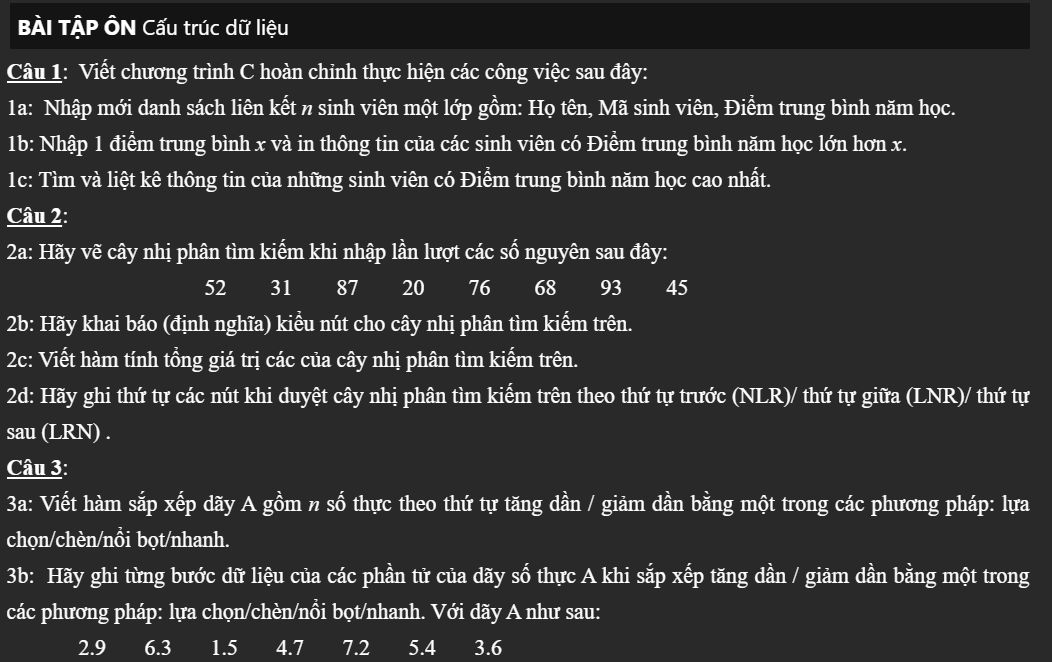 BÀI TẬP ÔN Cấu trúc dữ liệu
Câu 1: Viết chương trình C hoàn chỉnh thực hiện các công việc sau đây:
1a: Nhập mới danh sách liên kết n sinh viên một lớp gồm: Họ tên, Mã sinh viên, Điểm trung bình năm học.
1b: Nhập 1 điểm trung bình x và in thông tin của các sinh viên có Điểm trung bình năm học lớn hơn x.
1c: Tìm và liệt kê thông tin của những sinh viên có Điểm trung bình năm học cao nhất.
Câu 2:
2a: Hãy vẽ cây nhị phân tìm kiếm khi nhập lần lượt các số nguyên sau đây:
52 31 87 20 76 68 93 45
2b: Hãy khai báo (định nghĩa) kiểu nút cho cây nhị phân tìm kiếm trên.
2c: Viết hàm tính tổng giá trị các của cây nhị phân tìm kiếm trên.
2d: Hãy ghi thứ tự các nút khi duyệt cây nhị phân tìm kiếm trên theo thứ tự trước (NLR)/ thứ tự giữa (LNR)/ thứ tự
sau (LRN) .
Câu 3:
3a: Viết hàm sắp xếp dãy A gồm n số thực theo thứ tự tăng dần / giảm dần bằng một trong các phương pháp: lựa
chọn/chèn/nổi bọt/nhanh.
3b: Hãy ghi từng bước dữ liệu của các phần tử của dãy số thực A khi sắp xếp tăng dần / giảm dần bằng một trong
các phương pháp: lựa chọn/chèn/nổi bọt/nhanh. Với dãy A như sau:
2.9 6.3 1.5 4.7 7.2 5.4 3.6